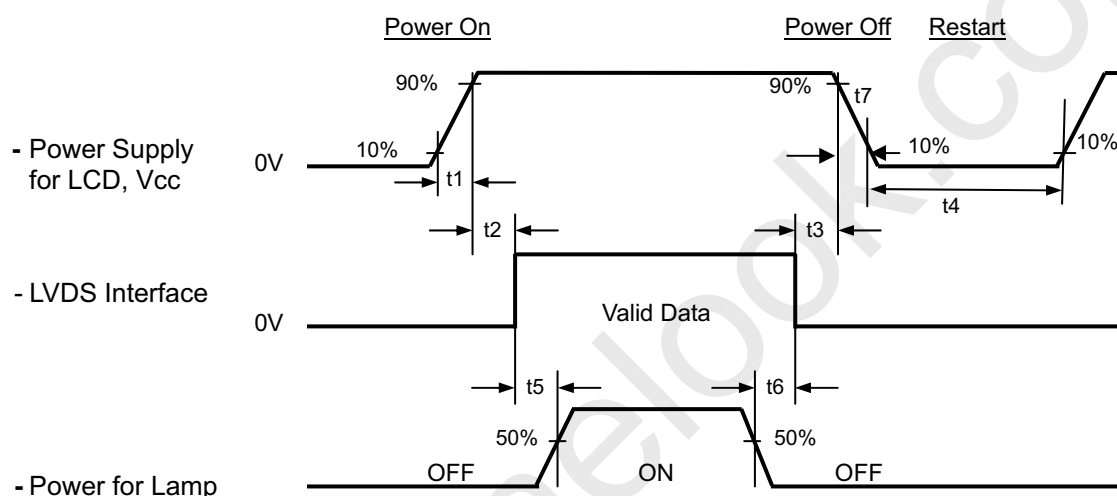 Power On
Power Off
Restart
90%
90%
t7
- Power Supply
for LCD, Vcc
0V
10%
10%
10%
t1
t4
t2
t3
- LVDS Interface
0V
Valid Data
t5
t6
50%
50%
- Power for Lamp
OFF
ON
OFF